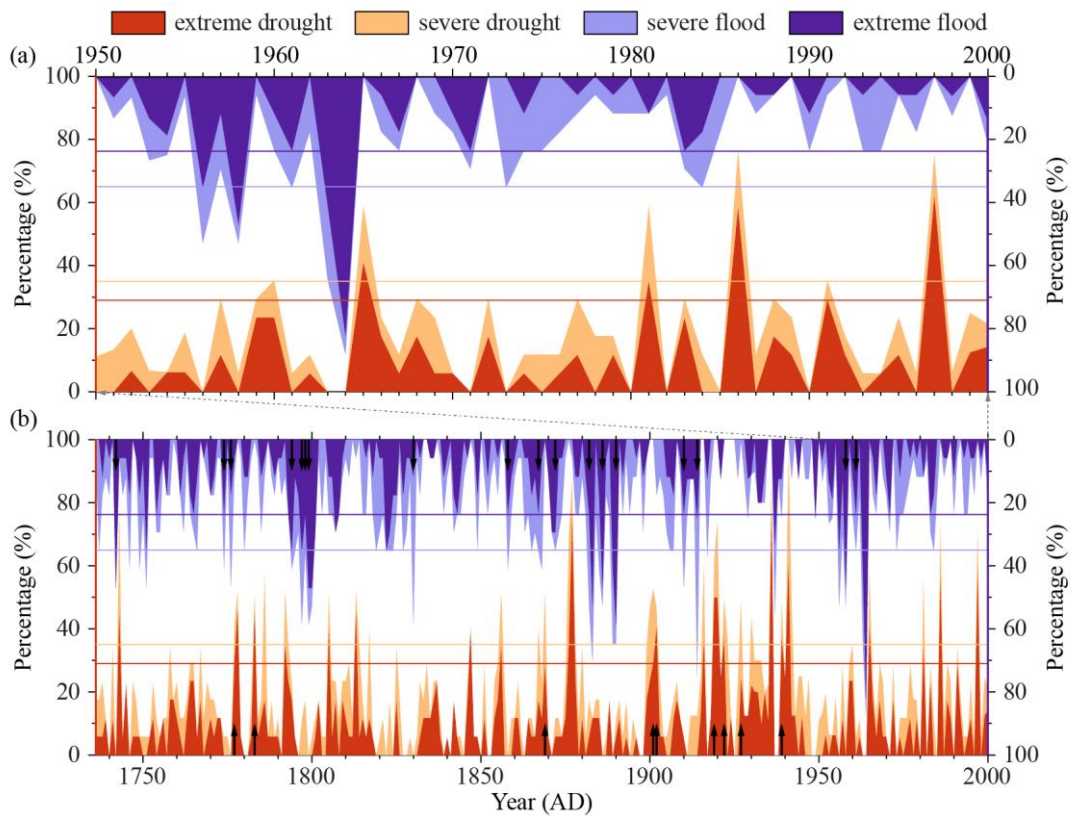 extreme drought severe drought severe flood extreme flood
(a)
1950 1960 1970 1980 1990 2000
100 0
80 20
60 40
40 60
20 80
0 100
Percentage (%)
Percentage (%)
(b)
100 0
80 20
60 40
40 60
20 80
0 100
Percentage (%)
Percentage (%)
1750 1800 1850 1900 1950 2000
Year (AD)